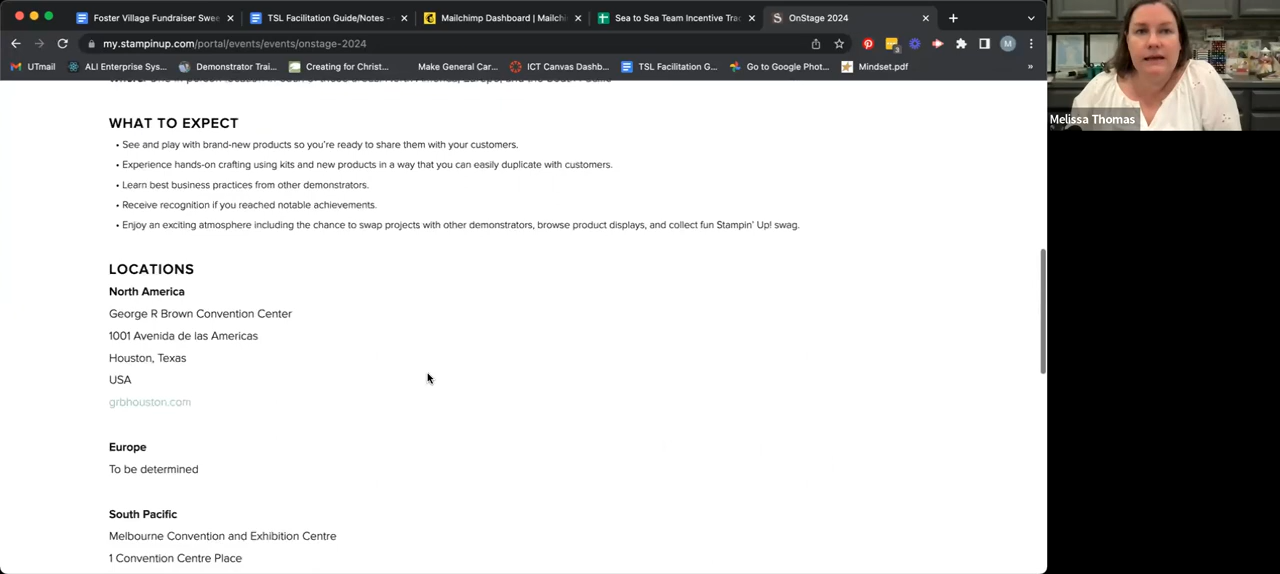 Foster Village Fundraiser Swee
TSL Facilitation Guide/Notes -
Mailchimp Dashboard | Mailchi
Sea to Sea Team Incentive Tra
OnStage 2024
my.stampinup.com/portal/events/events/onstage-2024
UTmail
ALI Enterprise Sys...
Demonstrator Trai...
Creating for Christ...
Make General Car...
ICT Canvas Dashb...
TSL Facilitation G...
Go to Google Phot...
Mindset.pdf
WHAT TO EXPECT
• See and play with brand-new products so you're ready to share them with your customers.
• Experience hands-on crafting using kits and new products in a way that you can easily duplicate with customers.
• Learn best business practices from other demonstrators.
• Receive recognition if you reached notable achievements.
• Enjoy an exciting atmosphere including the chance to swap projects with other demonstrators, browse product displays, and collect fun Stampin' Up! swag.
LOCATIONS
North America
George R Brown Convention Center
1001 Avenida de las Americas
Houston, Texas
USA
grbhouston.com
Europe
To be determined
South Pacific
Melbourne Convention and Exhibition Centre
1 Convention Centre Place
Melissa Thomas